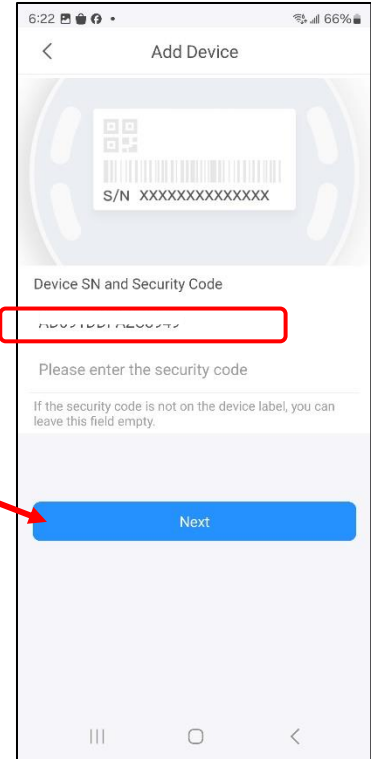 6:22
66%
Add Device
S/N XXXXXXXXXXXXXX
Device SN and Security Code
Please enter the security code
If the security code is not on the device label, you can
leave this field empty.
Next